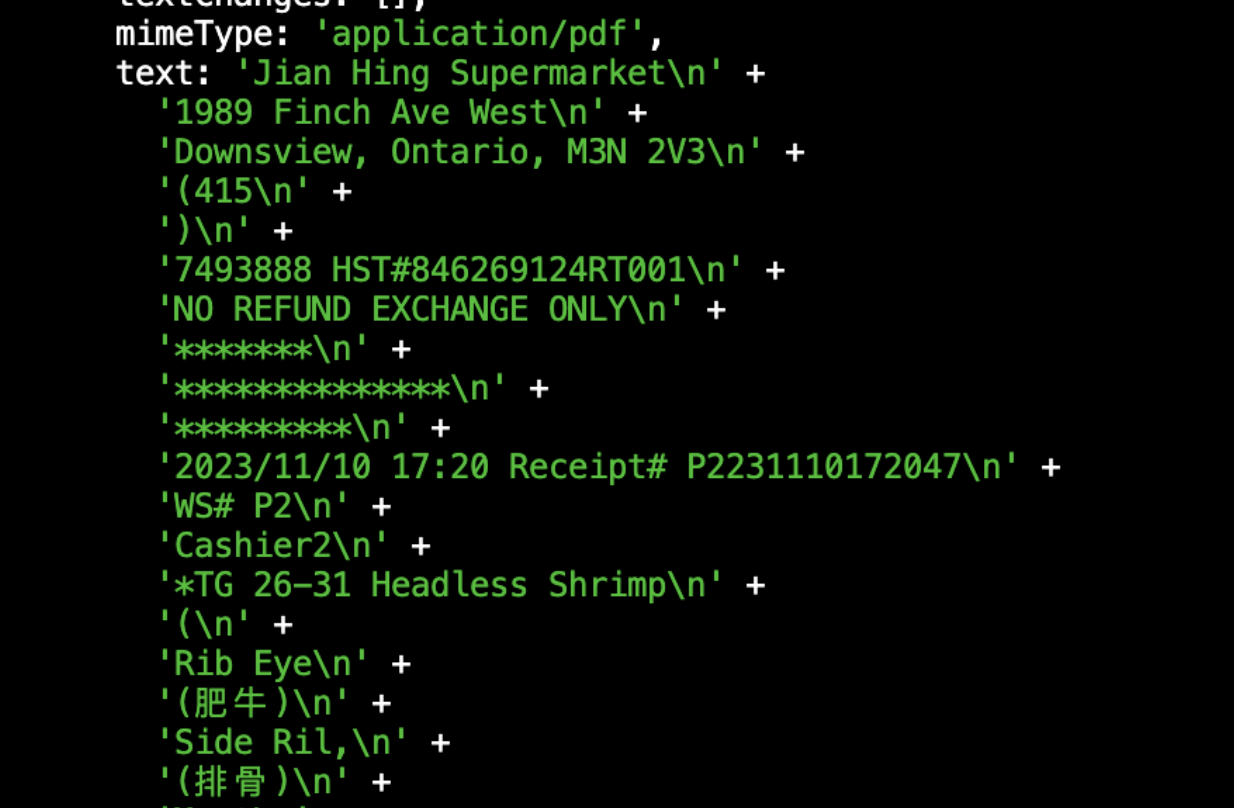 textChanges: [],
mimeType: 'application/pdf',
text: 'Jian Hing Supermarket\n' +
'1989 Finch Ave West\n' +
'Downsview, Ontario, M3N 2V3\n' +
'(415\n' +
')\n' +
'7493888 HST#846269124RT001\n' +
'NO REFUND EXCHANGE ONLY\n' +
'*******\n' +
'**************\n' +
'*********\n' +
'2023/11/10 17:20 Receipt# P2231110172047\n' +
'WS# P2\n' +
'Cashier2\n' +
'*TG 26-31 Headless Shrimp\n' +
'(\n' +
'Rib Eye\n' +
'(肥牛)\n' +
'Side Ril,\n' +
'(排骨)\n' +